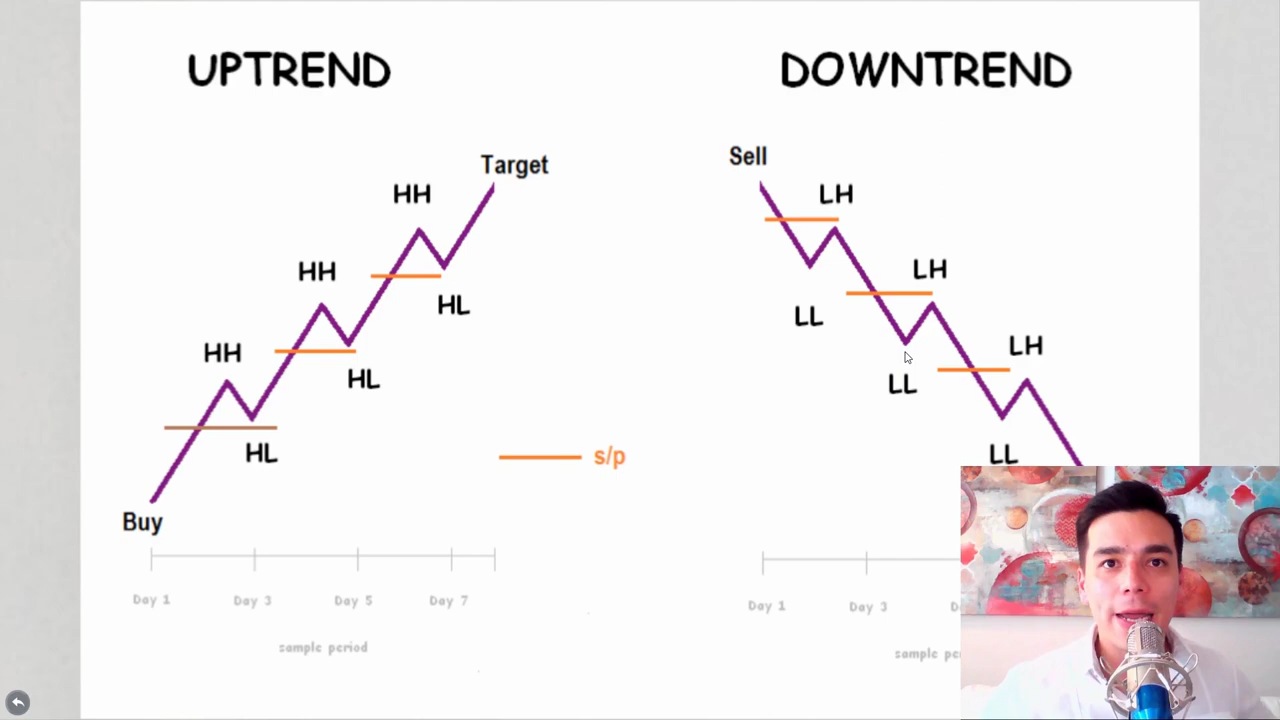 UPTREND
DOWNTREND
Target
Sell
HH
LH
HH
LH
HL
LL
HH
LH
HL
LL
HL
LL
s/p
Buy
Day 1
Day 3
Day 5
Day 7
sample period
Day 1
Day 3